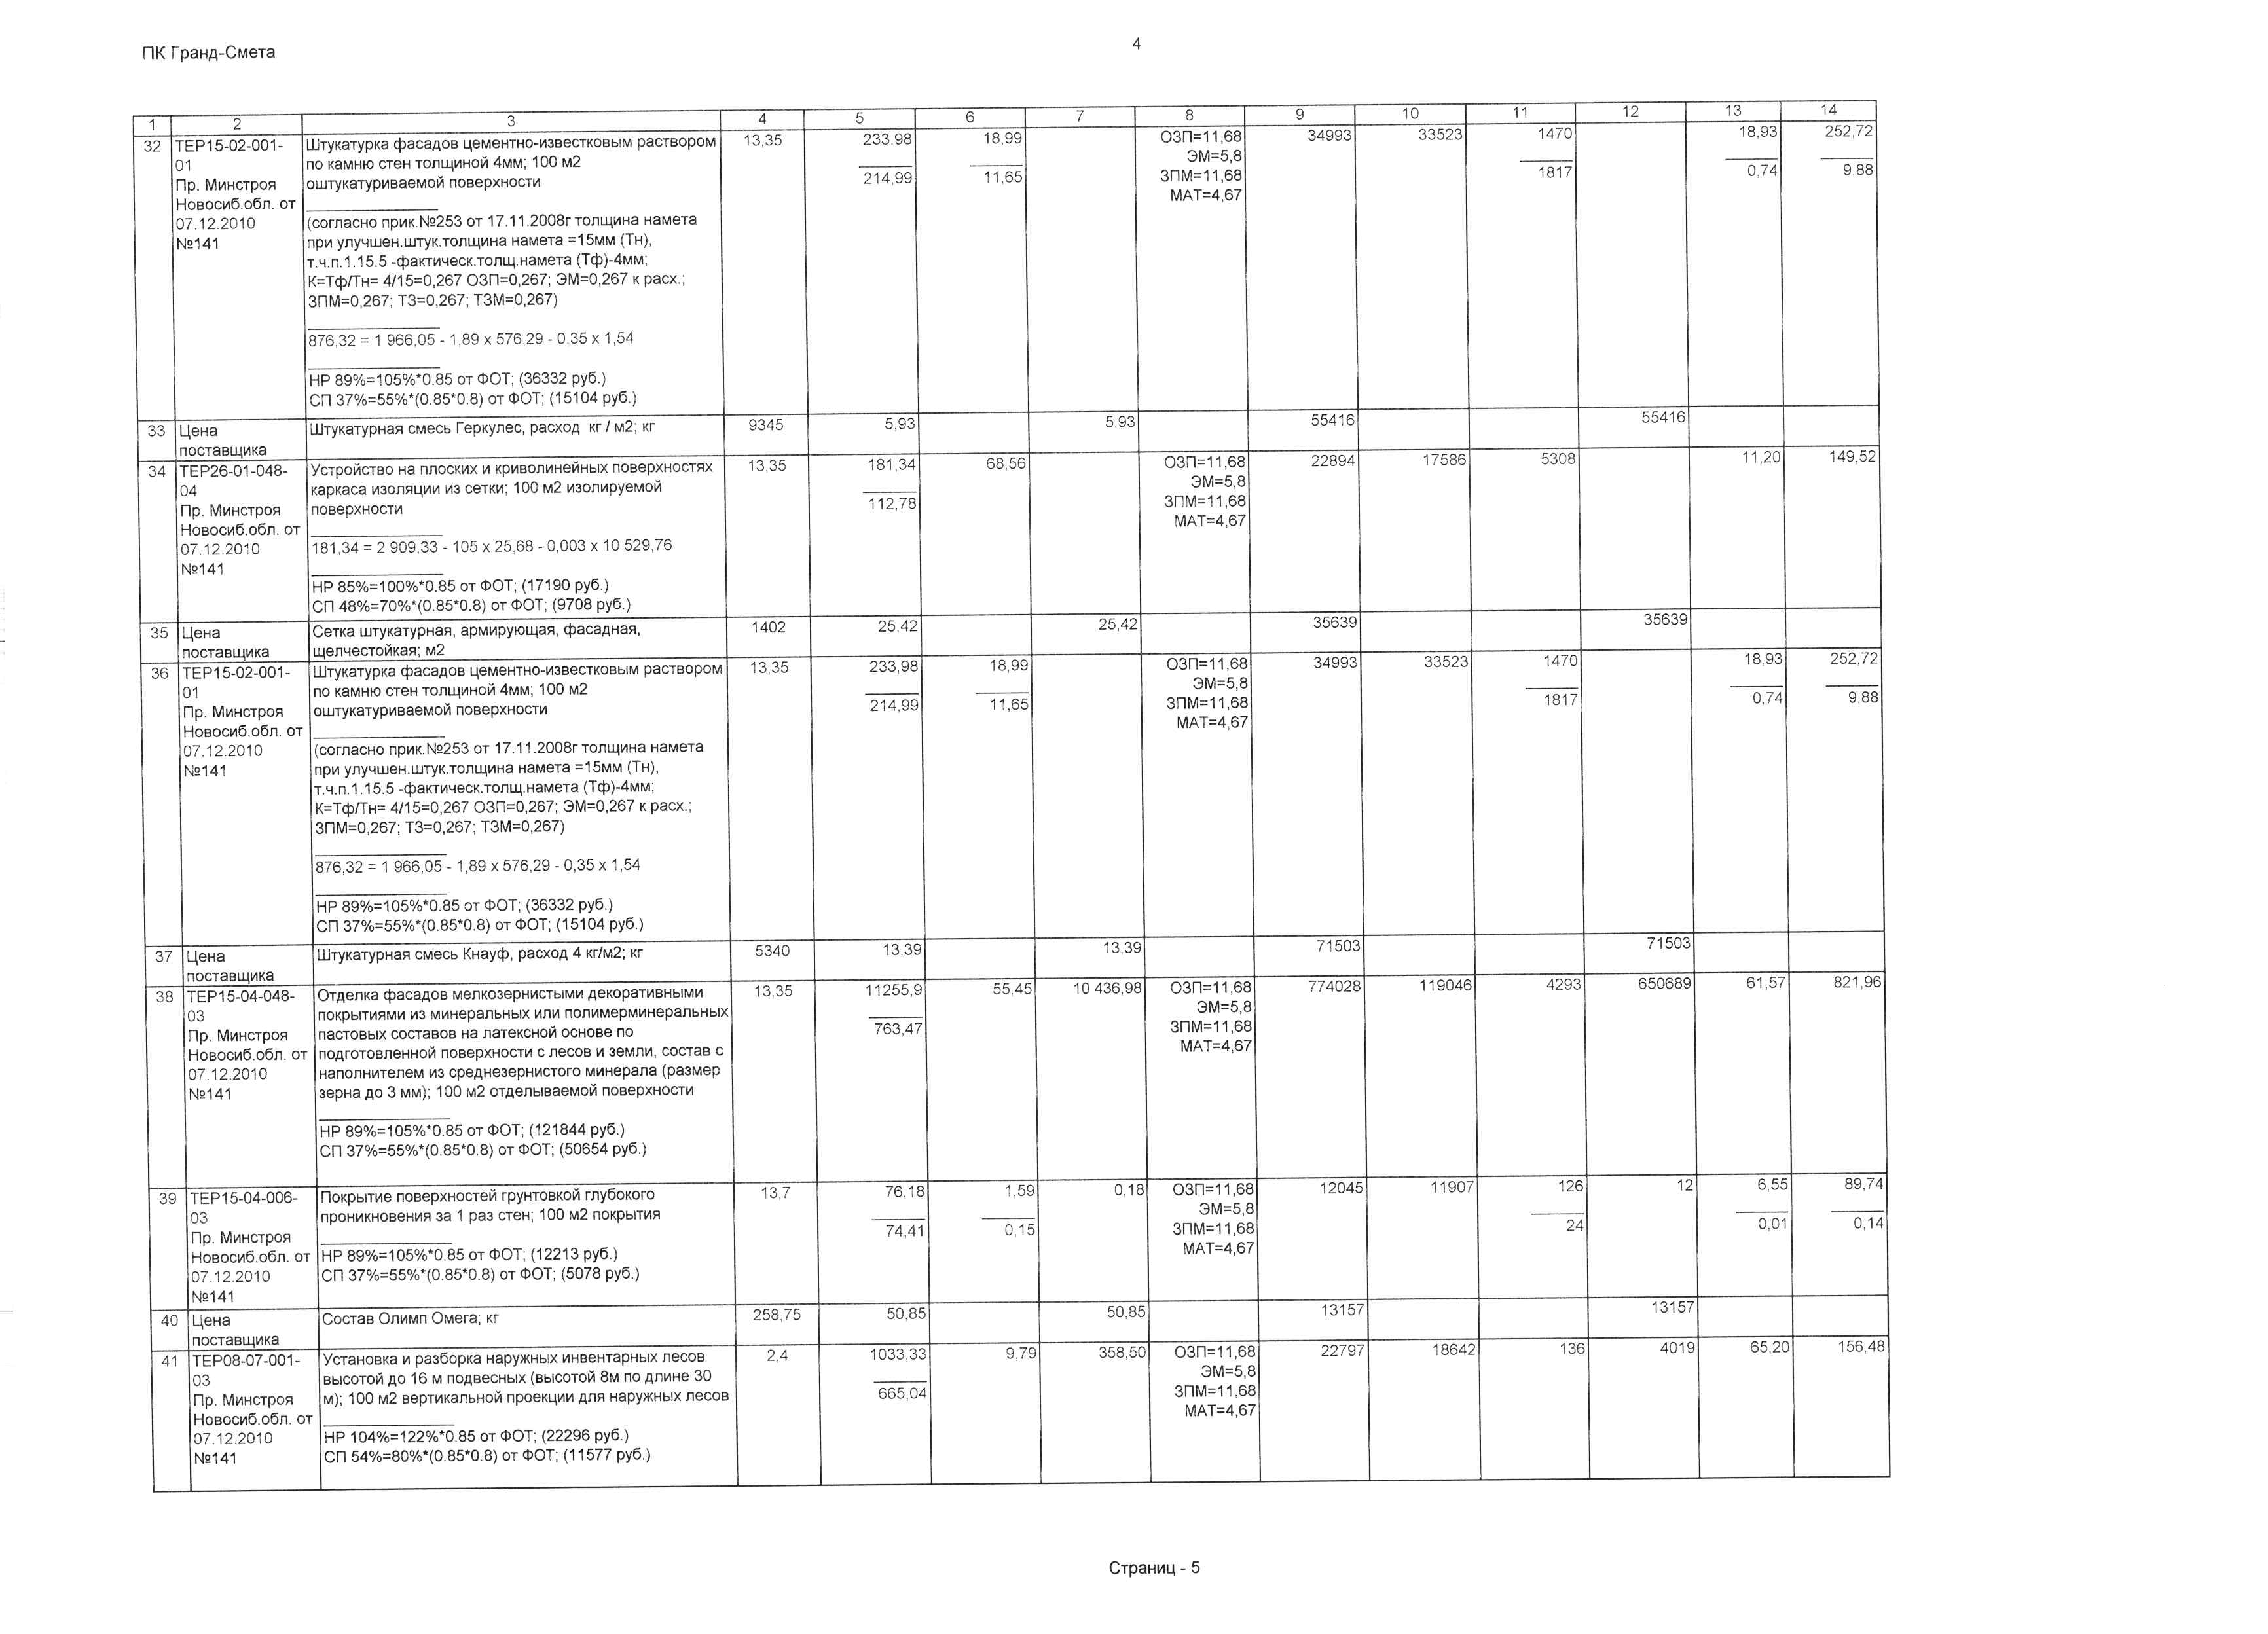 ПК Гранд-Смета
4
1 2 3 4 5 6 7 8 9 10 11 12 13 14
32 ТЕР15-02-001- Штукатурка фасадов цементно-известковым раствором 13,35 233,98 18,99 ОЗП=11,68 34993 33523 1470 18,93 252,72
01 по камню стен толщиной 4мм; 100 м2 ЭМ=5,8
Пр. Минстроя оштукатуриваемой поверхности 214,99 11,65 ЗПМ=11,68 1817 0,74 9,88
Новосиб.обл. от МАТ=4,67
07.12.2010 (согласно прик.№253 от 17.11.2008г толщина намета
№141 при улучшен.штук.толщина намета =15мм (Тн),
т.ч.п.1.15.5 -фактическ.толщ.намета (Тф)-4мм;
К=Тф/Тн= 4/15=0,267 ОЗП=0,267; ЭМ=0,267 к расх.;
ЗПМ=0,267; ТЗ=0,267; ТЗМ=0,267)
876,32 = 1 966,05 - 1,89 x 576,29 - 0,35 x 1,54
НР 89%=105%*0.85 от ФОТ; (36332 руб.)
СП 37%=55%*(0.85*0.8) от ФОТ; (15104 руб.)
33 Цена Штукатурная смесь Геркулес, расход кг / м2; кг 9345 5,93 5,93 55416 55416
поставщика
34 ТЕР26-01-048- Устройство на плоских и криволинейных поверхностях 13,35 181,34 68,56 ОЗП=11,68 22894 17586 5308 11,20 149,52
04 каркаса изоляции из сетки; 100 м2 изолируемой ЭМ=5,8
Пр. Минстроя поверхности 112,78 ЗПМ=11,68
Новосиб.обл. от МАТ=4,67
07.12.2010 181,34 = 2 909,33 - 105 x 25,68 - 0,003 x 10 529,76
№141
НР 85%=100%*0.85 от ФОТ; (17190 руб.)
СП 48%=70%*(0.85*0.8) от ФОТ; (9708 руб.)
35 Цена Сетка штукатурная, армирующая, фасадная, 1402 25,42 25,42 35639 35639
поставщика щелчестойкая; м2
36 ТЕР15-02-001- Штукатурка фасадов цементно-известковым раствором 13,35 233,98 18,99 ОЗП=11,68 34993 33523 1470 18,93 252,72
01 по камню стен толщиной 4мм; 100 м2 ЭМ=5,8
Пр. Минстроя оштукатуриваемой поверхности 214,99 11,65 ЗПМ=11,68 1817 0,74 9,88
Новосиб.обл. от МАТ=4,67
07.12.2010 (согласно прик.№253 от 17.11.2008г толщина намета
№141 при улучшен.штук.толщина намета =15мм (Тн),
т.ч.п.1.15.5 -фактическ.толщ.намета (Тф)-4мм;
К=Тф/Тн= 4/15=0,267 ОЗП=0,267; ЭМ=0,267 к расх.;
ЗПМ=0,267; ТЗ=0,267; ТЗМ=0,267)
876,32 = 1 966,05 - 1,89 x 576,29 - 0,35 x 1,54
НР 89%=105%*0.85 от ФОТ; (36332 руб.)
СП 37%=55%*(0.85*0.8) от ФОТ; (15104 руб.)
37 Цена Штукатурная смесь Кнауф, расход 4 кг/м2; кг 5340 13,39 13,39 71503 71503
поставщика
38 ТЕР15-04-048- Отделка фасадов мелкозернистыми декоративными 13,35 11255,9 55,45 10 436,98 ОЗП=11,68 774028 119046 4293 650689 61,57 821,96
03 покрытиями из минеральных или полимерминеральных ЭМ=5,8
Пр. Минстроя пастовых составов на латексной основе по 763,47 ЗПМ=11,68
Новосиб.обл. от подготовленной поверхности с лесов и земли, состав с МАТ=4,67
07.12.2010 наполнителем из среднезернистого минерала (размер
№141 зерна до 3 мм); 100 м2 отделываемой поверхности
НР 89%=105%*0.85 от ФОТ; (121844 руб.)
СП 37%=55%*(0.85*0.8) от ФОТ; (50654 руб.)
39 ТЕР15-04-006- Покрытие поверхностей грунтовкой глубокого 13,7 76,18 1,59 0,18 ОЗП=11,68 12045 11907 126 12 6,55 89,74
03 проникновения за 1 раз стен; 100 м2 покрытия ЭМ=5,8
Пр. Минстроя 74,41 0,15 ЗПМ=11,68 24 0,01 0,14
Новосиб.обл. от НР 89%=105%*0.85 от ФОТ; (12213 руб.) МАТ=4,67
07.12.2010 СП 37%=55%*(0.85*0.8) от ФОТ; (5078 руб.)
№141
40 Цена Состав Олимп Омега; кг 258,75 50,85 50,85 13157 13157
поставщика
41 ТЕР08-07-001- Установка и разборка наружных инвентарных лесов 2,4 1033,33 9,79 358,50 ОЗП=11,68 22797 18642 136 4019 65,20 156,48
03 высотой до 16 м подвесных (высотой 8м по длине 30 ЭМ=5,8
Пр. Минстроя м); 100 м2 вертикальной проекции для наружных лесов 665,04 ЗПМ=11,68
Новосиб.обл. от МАТ=4,67
07.12.2010 НР 104%=122%*0.85 от ФОТ; (22296 руб.)
№141 СП 54%=80%*(0.85*0.8) от ФОТ; (11577 руб.)
Страниц - 5